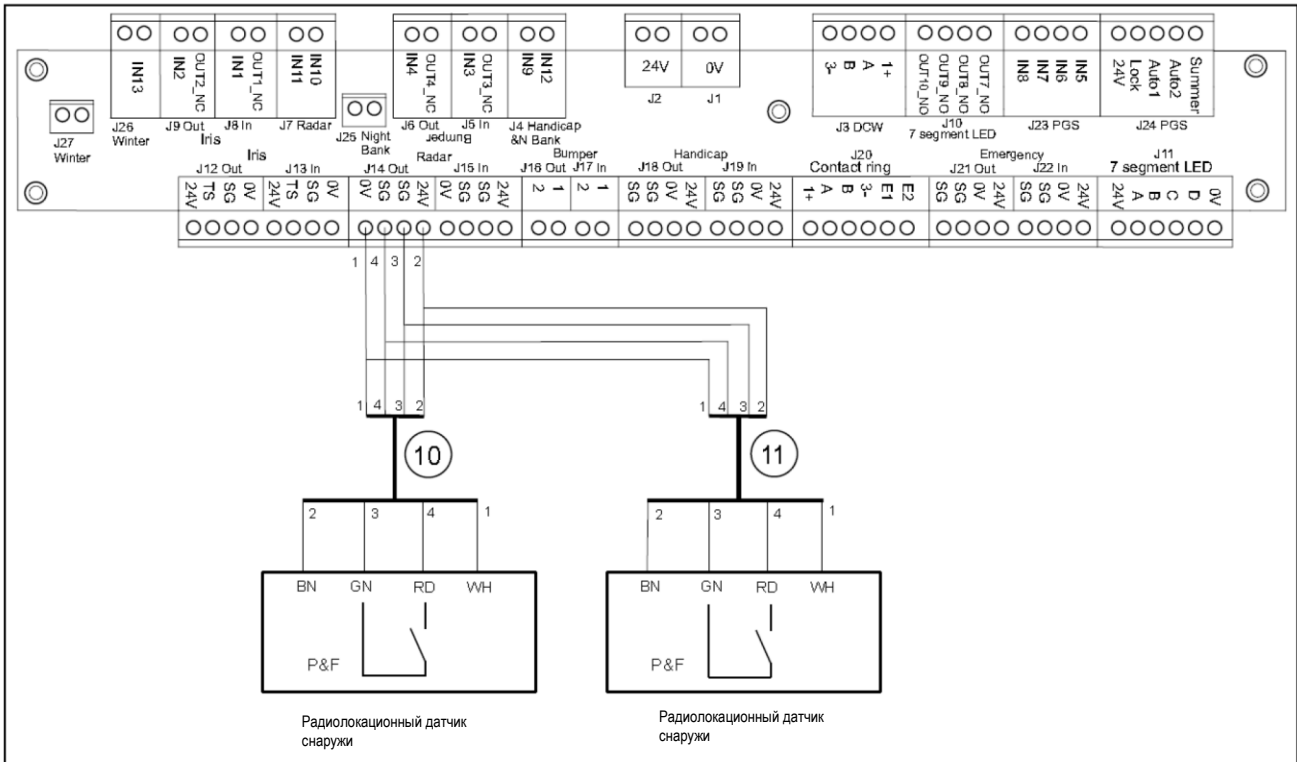 IN13
IN2 OUT2_NC
IN1 OUT1_NC
IN11 IN10
IN4 OUT4_NC
IN3 OUT3_NC
IN9 IN12
24V
0V
3- B A 1+
OUT10_NO OUT9_NO OUT8_NO OUT7_NO
IN8 IN7 IN6 IN5
24V Lock Auto1 Auto2 Summer
J27
Winter
J26
Winter
J9 Out J8 In
Iris
J7 Radar
J25 Night
Bank
J6 Out J5 In
Bumper
J4 Handicap
&N Bank
J2 J1
J3 DCW
J10
7 segment LED
J23 PGS
J24 PGS
Iris
J12 Out J13 In
Radar
J14 Out J15 In
Bumper
J16 Out J17 In
Handicap
J18 Out J19 In
J20
Contact ring
Emergency
J21 Out J22 In
J11
7 segment LED
24V TS SG 0V 24V TS SG 0V
0V SG SG 24V 0V SG SG 24V
2 1 2 1
SG SG 0V 24V SG SG 0V 24V
1+ A B 3- E1 E2
SG SG 0V 24V SG SG 0V 24V
24V A B C D 0V
1 4 3 2
1 4 3 2
1 4 3 2
10
11
2 3 4 1
2 3 4 1
BN GN RD WH
BN GN RD WH
P&F
P&F
Радиолокационный датчик
снаружи
Радиолокационный датчик
снаружи